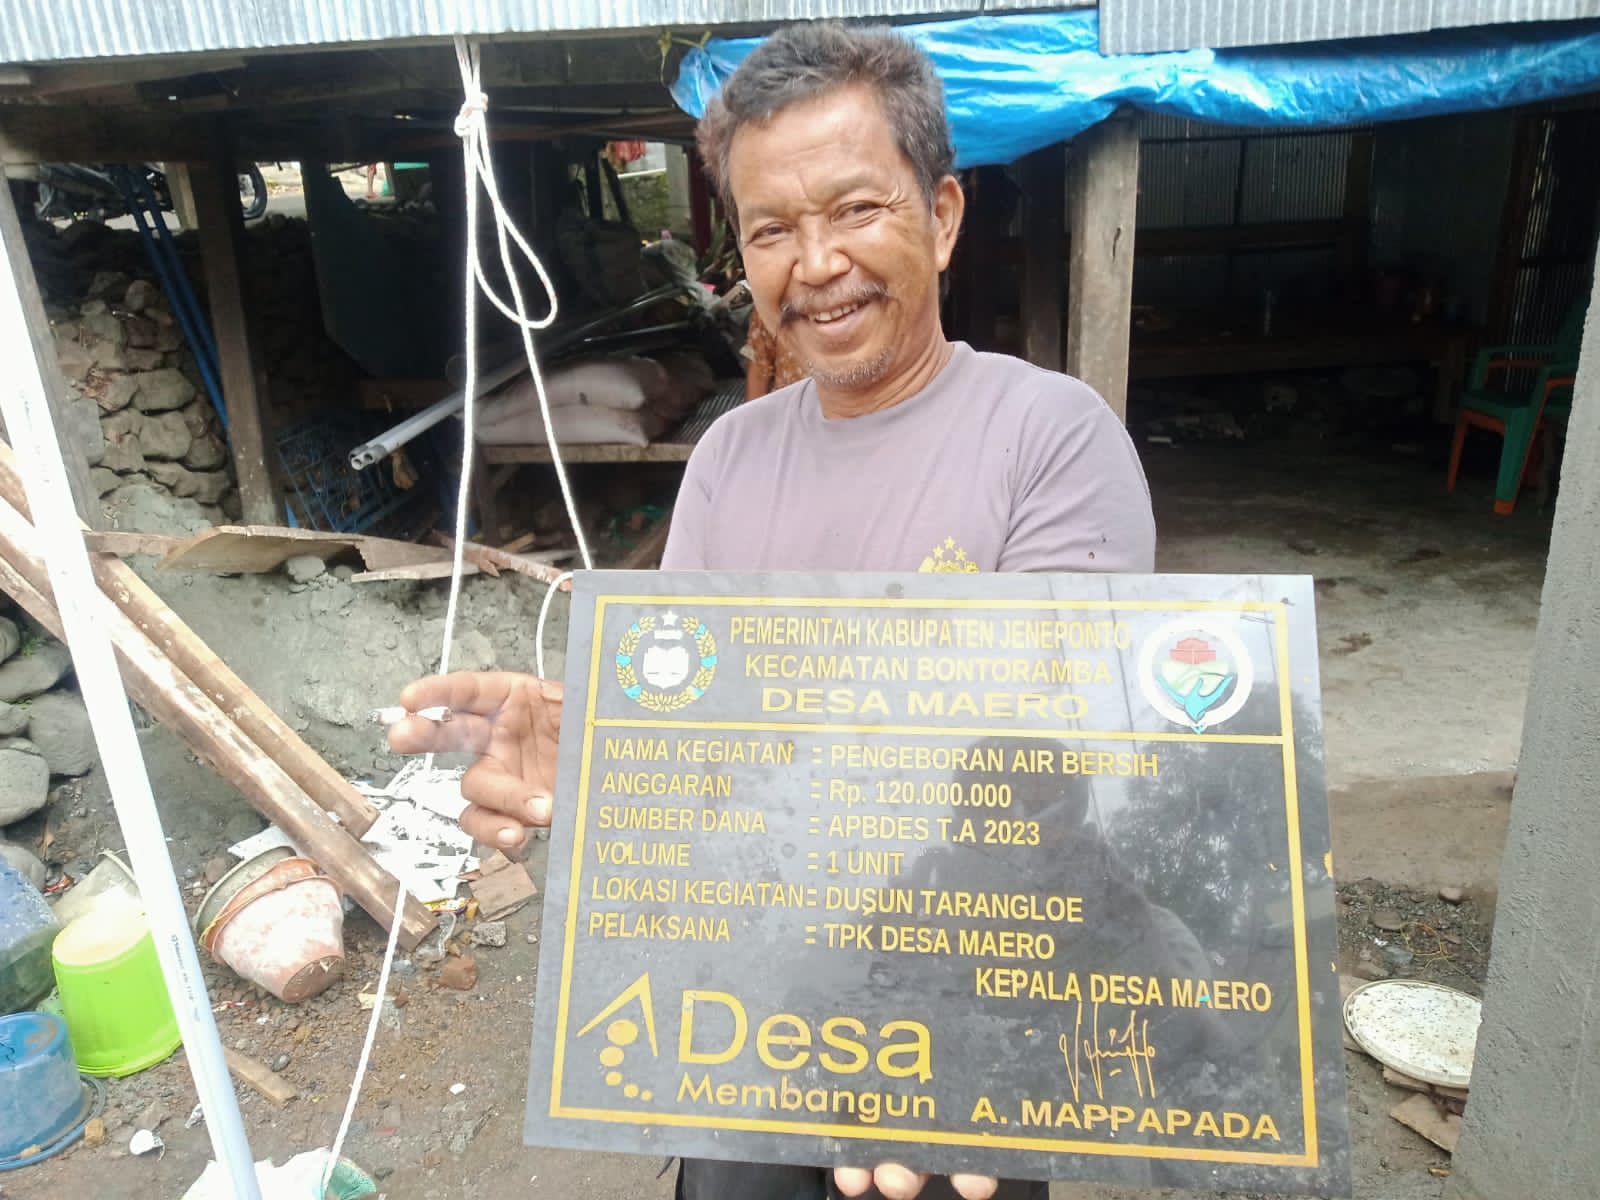 PEMERINTAH KABUPATEN JENEPONTO
KECAMATAN BONTORAMBA
DESA MAERO
NAMA KEGIATAN : PENGEBORAN AIR BERSIH
ANGGARAN : Rp. 120.000.000
SUMBER DANA : APBDES T.A 2023
VOLUME : 1 UNIT
LOKASI KEGIATAN : DUSUN TARANGLOE
PELAKSANA : TPK DESA MAERO
KEPALA DESA MAERO
Desa
Membangun
A. MAPPAPADA